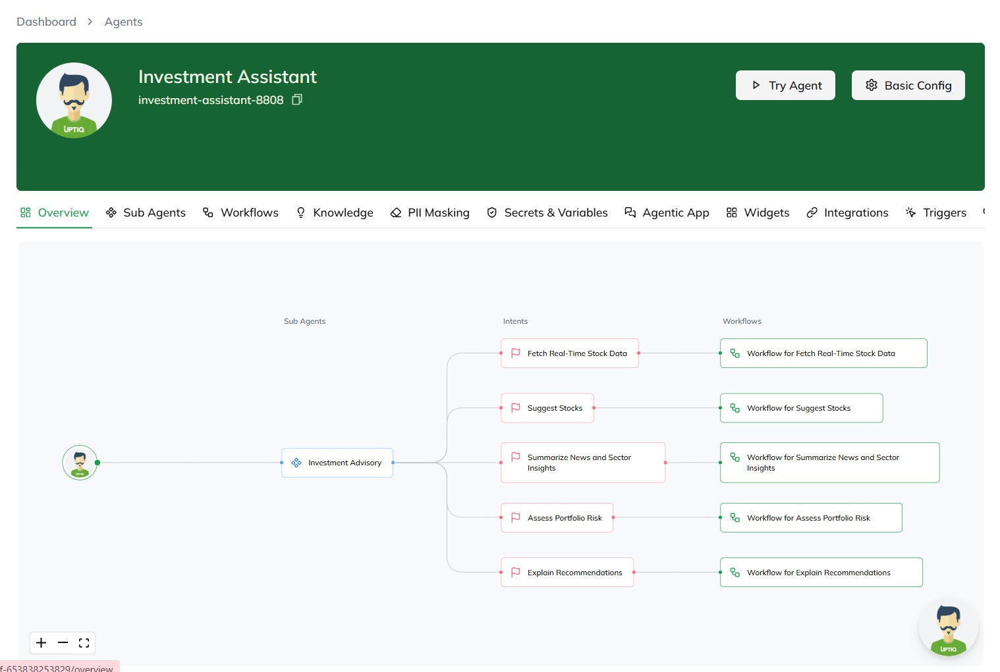 Dashboard > Agents
Investment Assistant
investment-assistant-8808
Try Agent
Basic Config
UPTIQ
Overview
Sub Agents
Workflows
Knowledge
PII Masking
Secrets & Variables
Agentic App
Widgets
Integrations
Triggers
Sub Agents
Intents
Workflows
Fetch Real-Time Stock Data
Workflow for Fetch Real-Time Stock Data
Suggest Stocks
Workflow for Suggest Stocks
UPTIQ
Investment Advisory
Summarize News and Sector
Insights
Workflow for Summarize News and Sector
Insights
Assess Portfolio Risk
Workflow for Assess Portfolio Risk
Explain Recommendations
Workflow for Explain Recommendations
UPTIQ
f-653838253829/overview